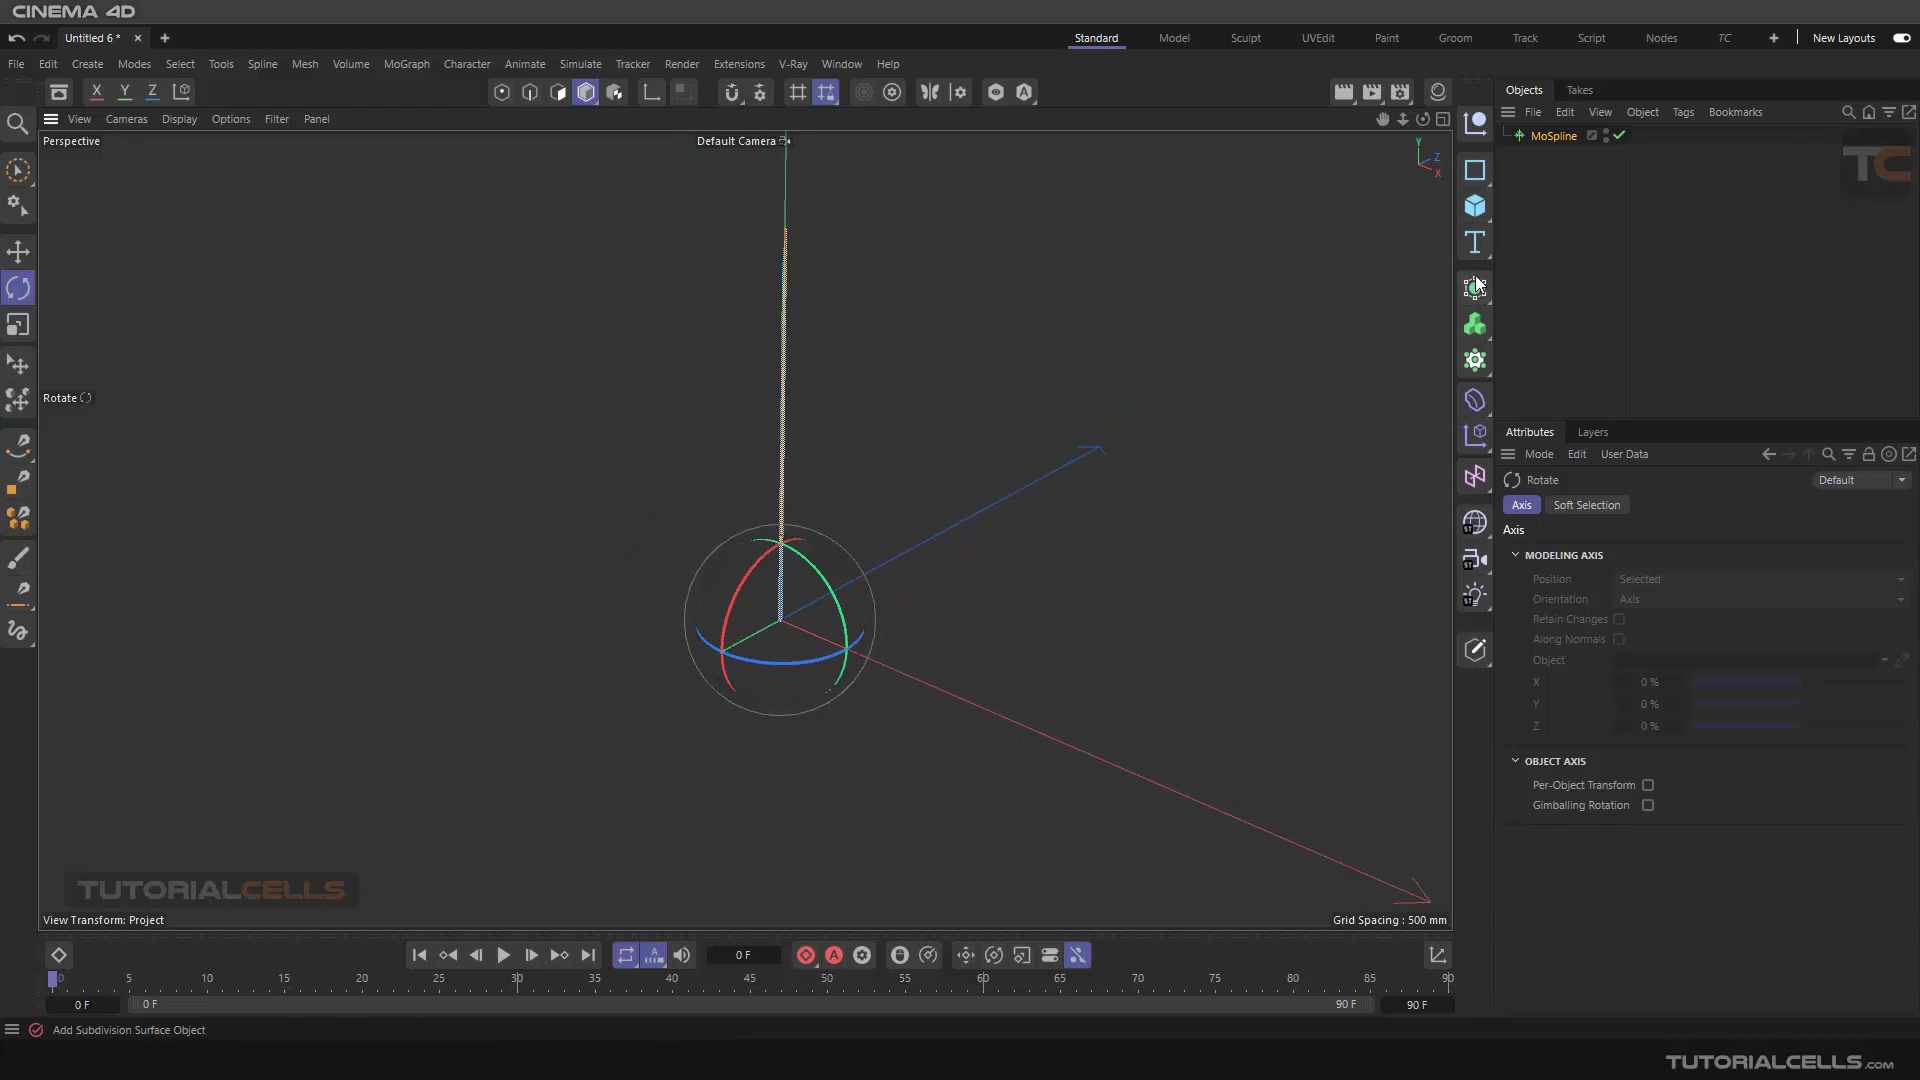 CINEMA 4D
Untitled 6 *
Standard
Model
Sculpt
UVEdit
Paint
Groom
Track
Script
Nodes
TC
New Layouts
File Edit Create Modes Select Tools Spline Mesh Volume MoGraph Character Animate Simulate Tracker Render Extensions V-Ray Window Help
X Y Z
Objects Takes
View Cameras Display Options Filter Panel
File Edit View Object Tags Bookmarks
Perspective
Default Camera
MoSpline
TC
Y
Z
X
Rotate
ST
ST
ST
Attributes Layers
Mode Edit User Data
Rotate
Default
Axis Soft Selection
Axis
MODELING AXIS
Position Selected
Orientation Axis
Retain Changes
Along Normals
Object
X 0 %
Y 0 %
Z 0 %
OBJECT AXIS
Per-Object Transform
Gimballing Rotation
TUTORIALCELLS
View Transform: Project
Grid Spacing : 500 mm
0 F
0 5 10 15 20 25 30 35 40 45 50 55 60 65 70 75 80 85 90
0 F 0 F 90 F 90 F
Add Subdivision Surface Object
TUTORIALCELLS.COM